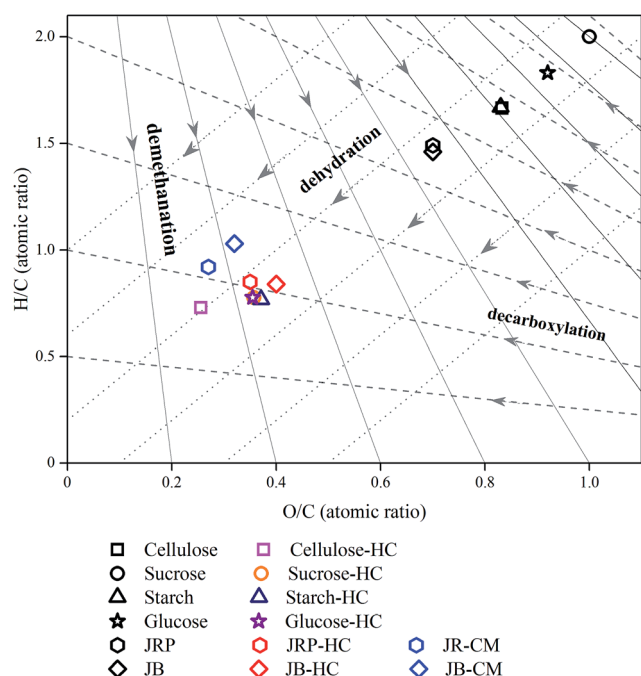 2.0
1.5
1.0
0.5
0
H/C (atomic ratio)
demethanation
dehydration
decarboxylation
0 0.2 0.4 0.6 0.8 1.0
O/C (atomic ratio)
Cellulose Cellulose-HC
Sucrose Sucrose-HC
Starch Starch-HC
Glucose Glucose-HC
JRP JRP-HC JR-CM
JB JB-HC JB-CM